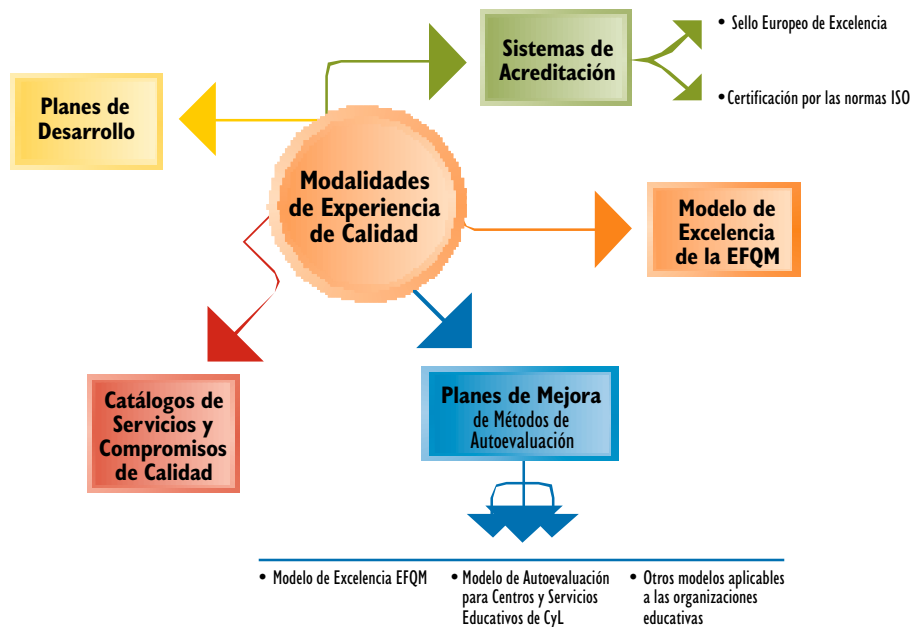 Sistemas de
Acreditación
• Sello Europeo de Excelencia
• Certificación por las normas ISO
Planes de
Desarrollo
Modalidades
de Experiencia
de Calidad
Modelo de
Excelencia
de la EFQM
Catálogos de
Servicios y
Compromisos
de Calidad
Planes de Mejora
de Métodos de
Autoevaluación
• Modelo de Excelencia EFQM
• Modelo de Autoevaluación
para Centros y Servicios
Educativos de CyL
• Otros modelos aplicables
a las organizaciones
educativas